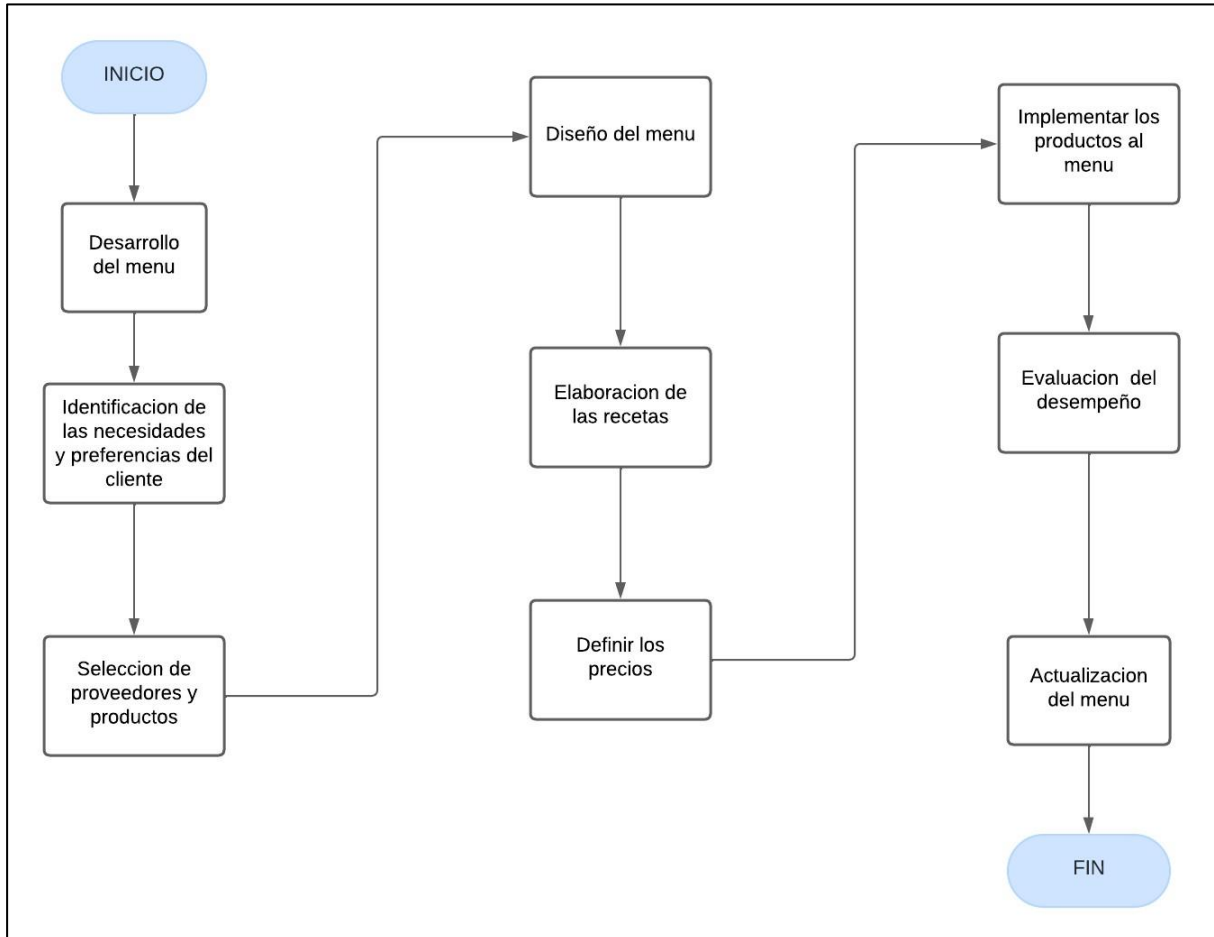 INICIO
Desarrollo
del menu
Identificacion de
las necesidades
y preferencias del
cliente
Seleccion de
proveedores y
productos
Diseño del menu
Elaboracion de
las recetas
Definir los
precios
Implementar los
productos al
menu
Evaluacion del
desempeño
Actualizacion
del menu
FIN